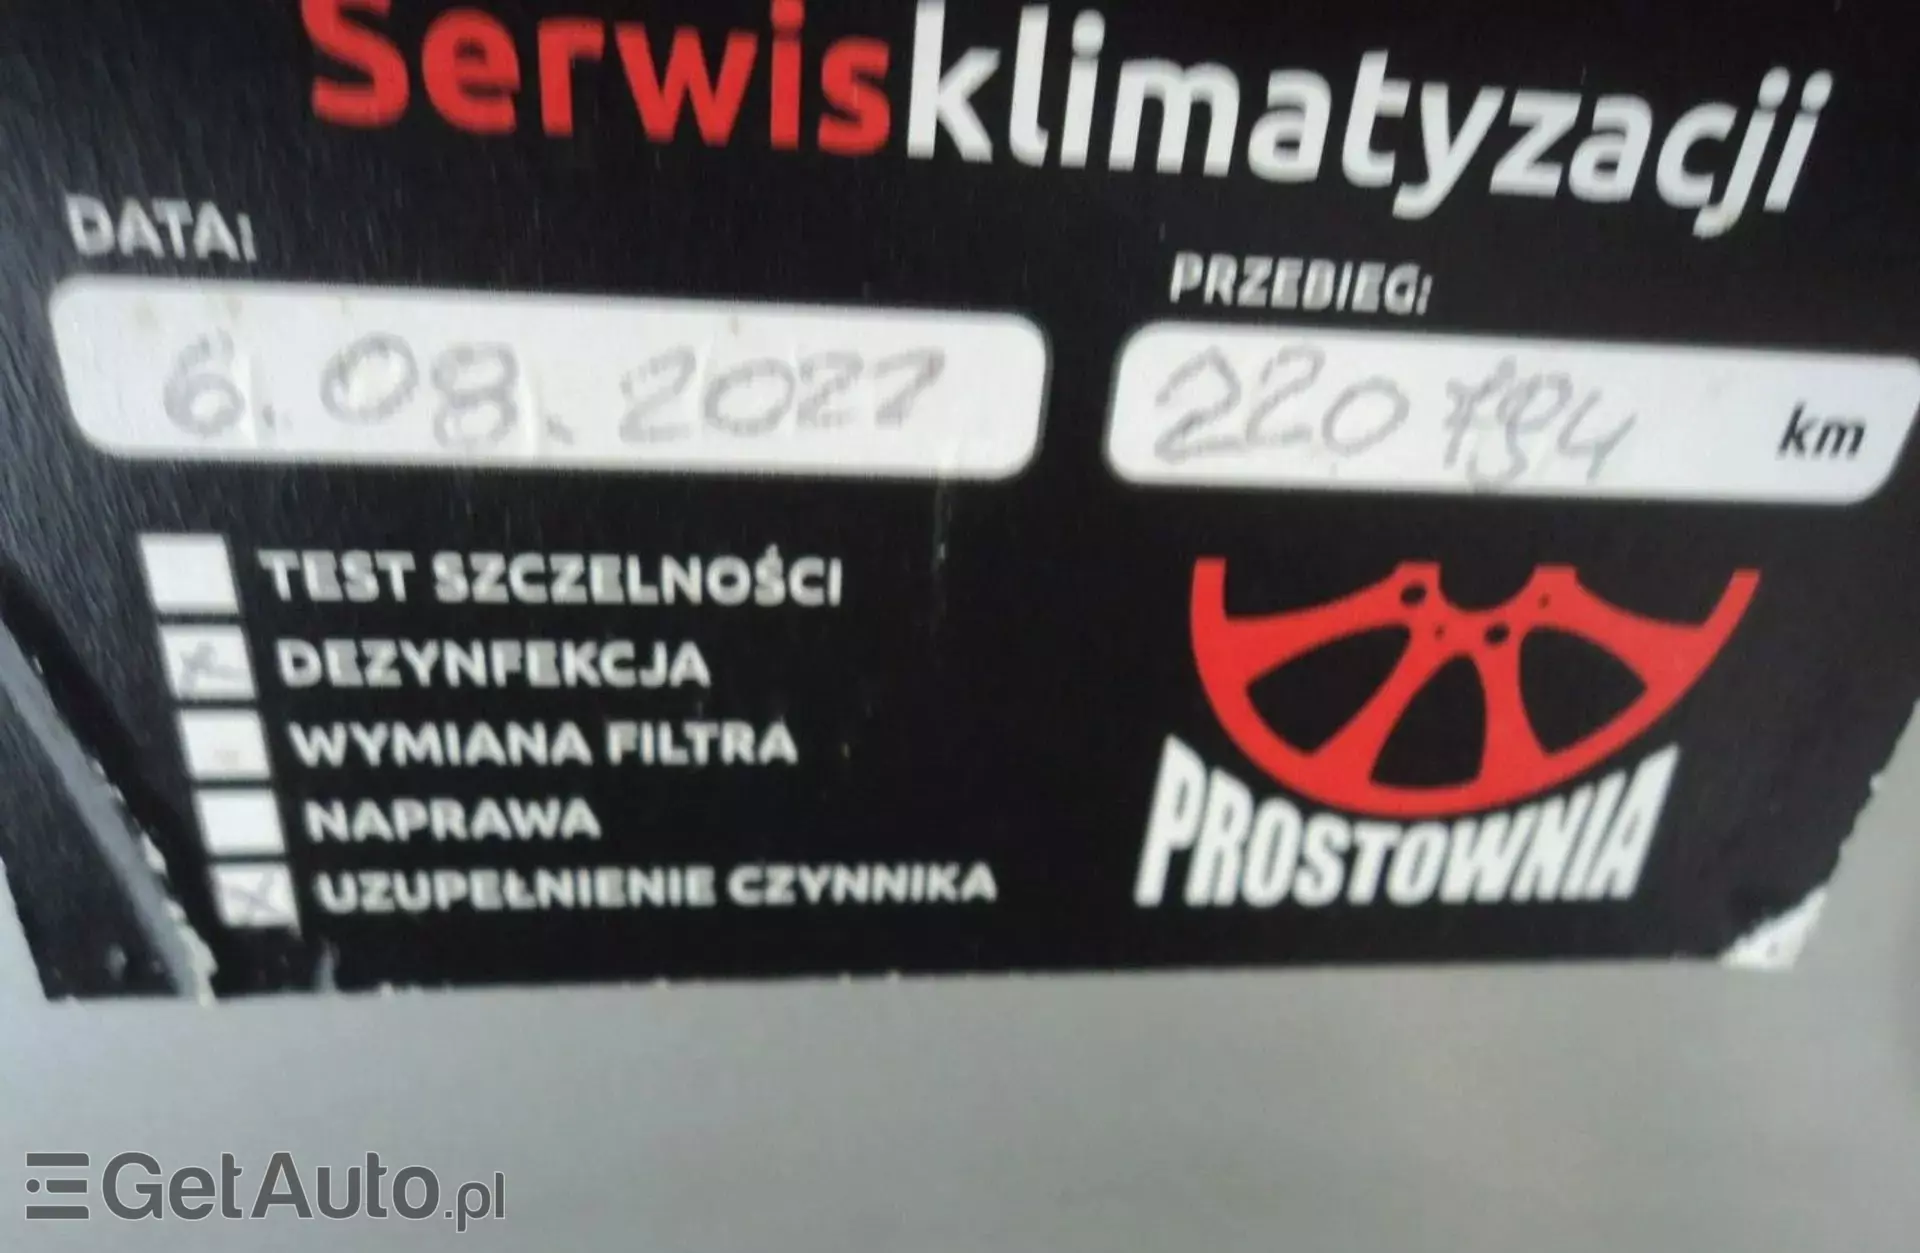 Serwisklimatyzacji
DATA:
PRZEBIEG:
6.08.2021
220 794 km
TEST SZCZELNOŚCI
DEZYNFEKCJA
WYMIANA FILTRA
NAPRAWA
UZUPEŁNIENIE CZYNNIKA
PROSTOWNIA
GetAuto.pl